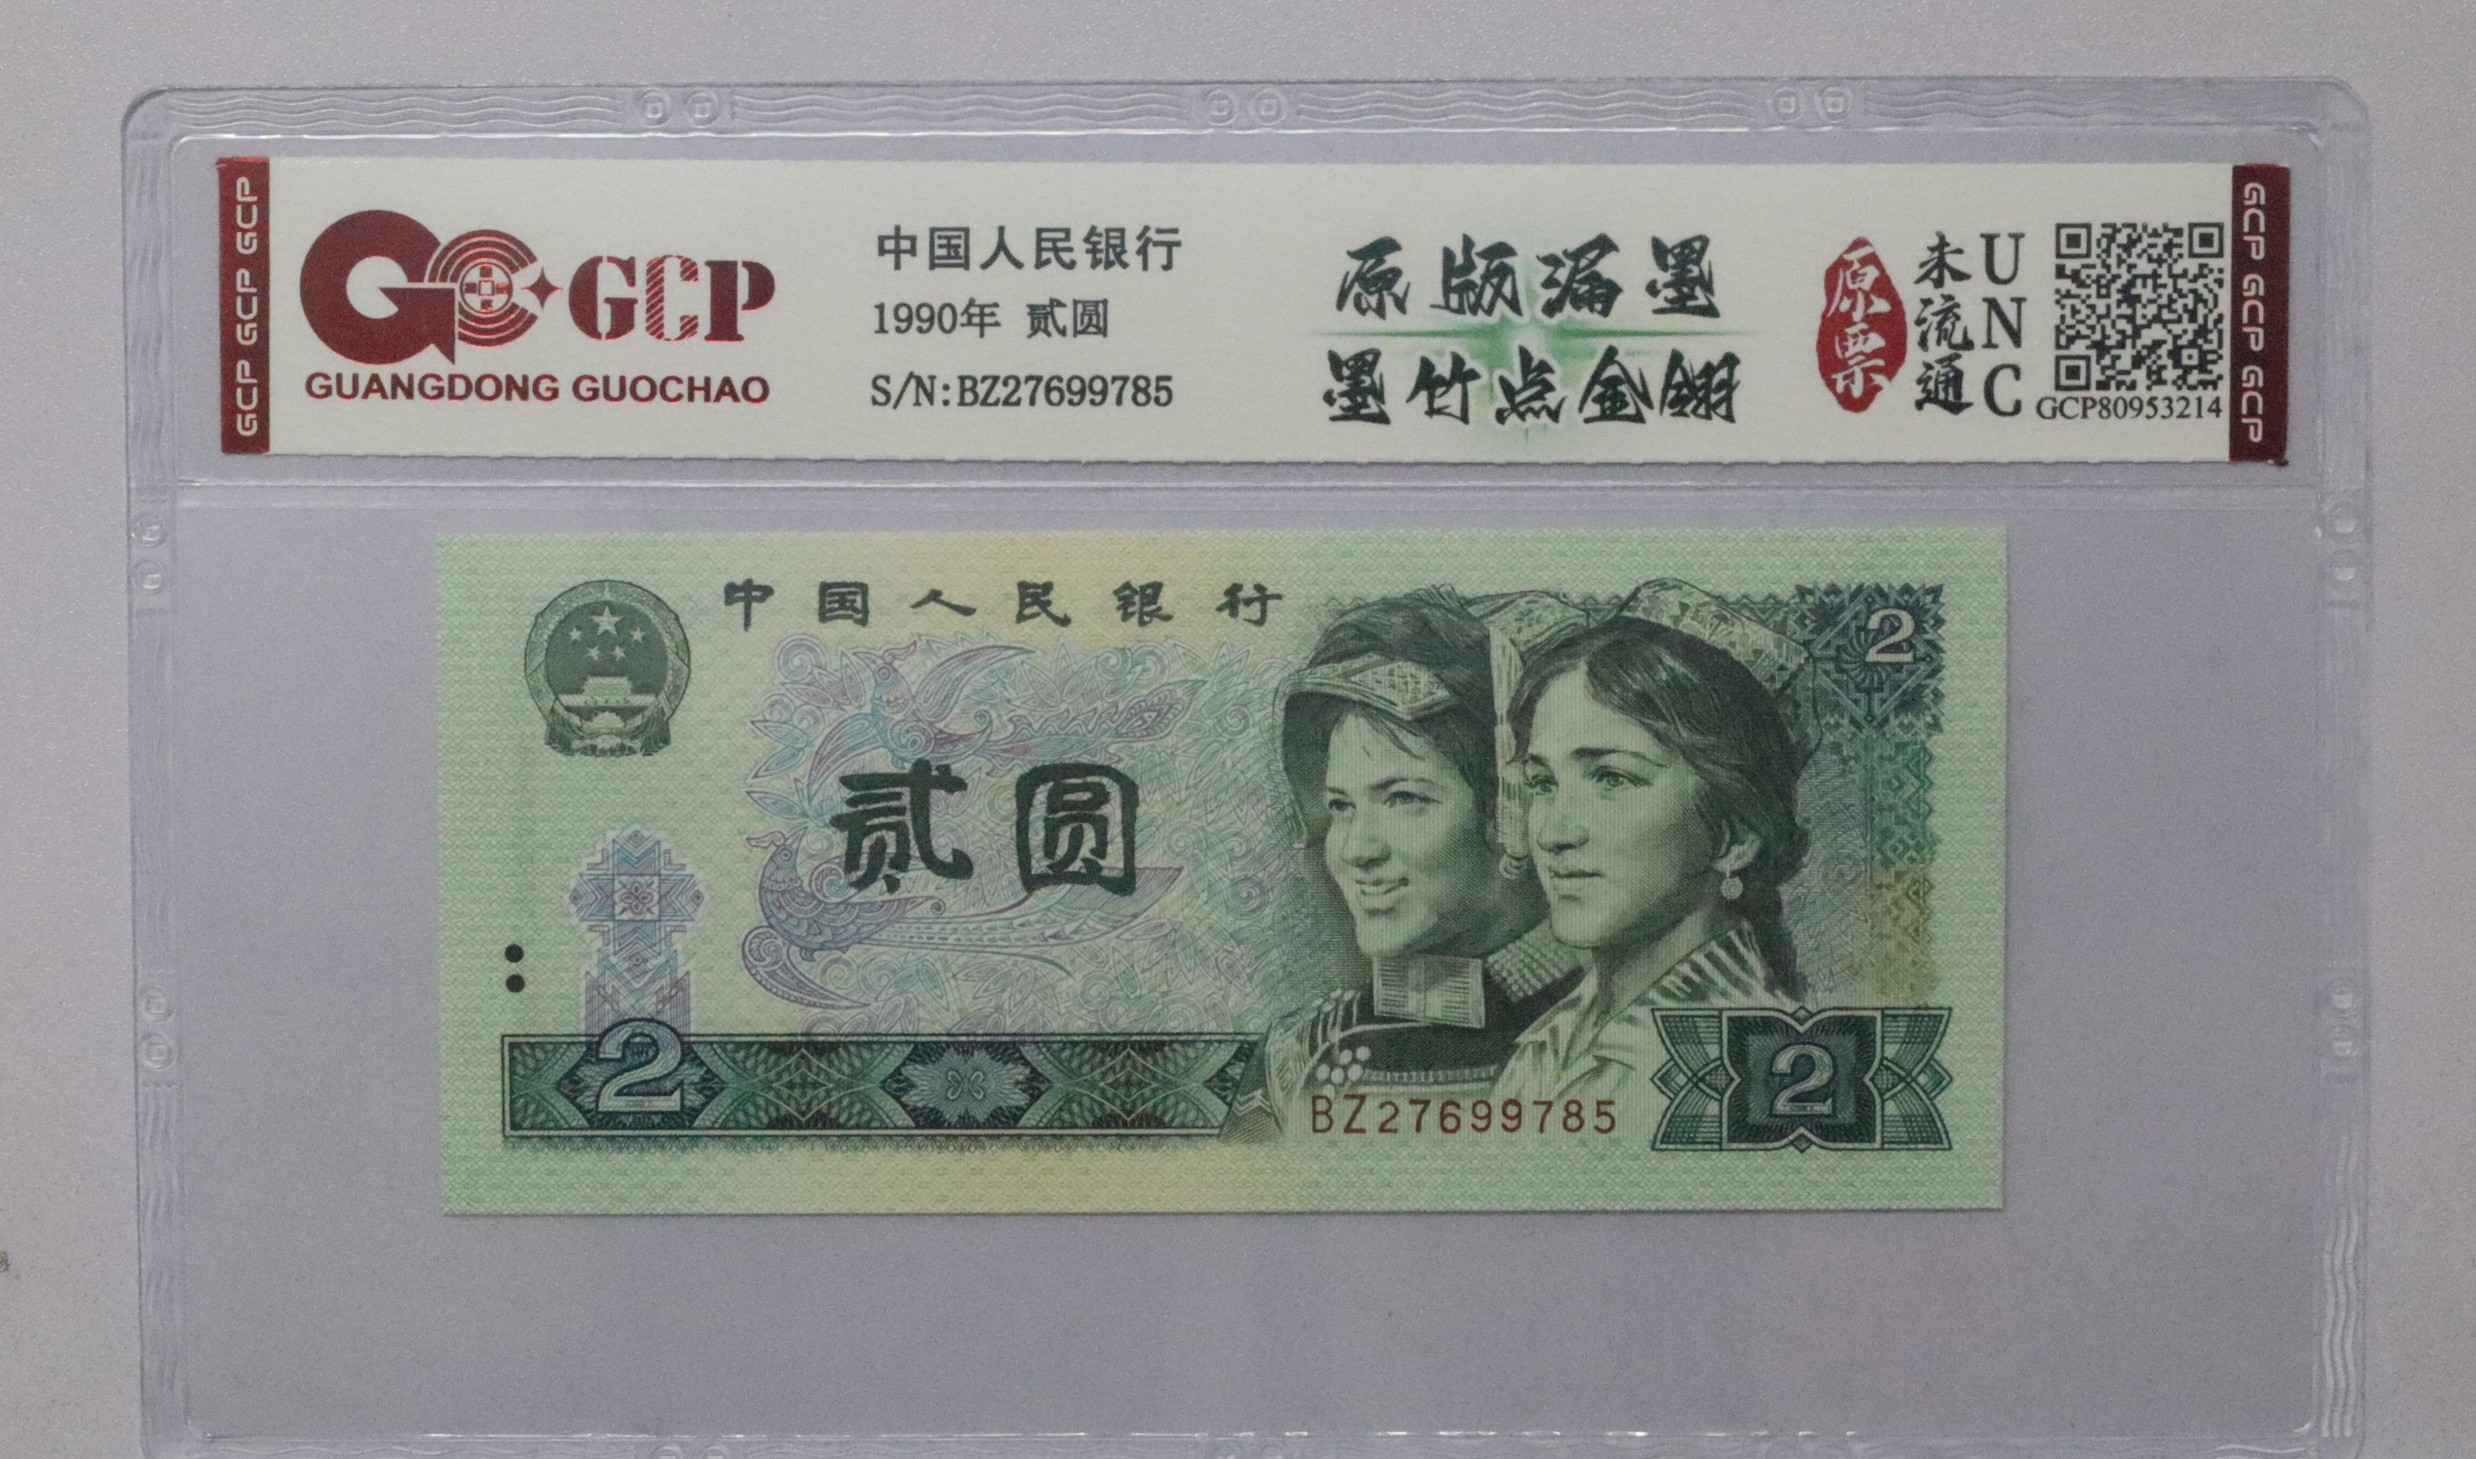 GCP GCP GCP
GCP
GUANGDONG GUOCHAO
中国人民银行
1990年 贰圆
S/N:BZ27699785
原版漏墨
墨竹点金翎
原票
未流通
UNC
GCP80953214
GCP GCP GCP
中国人民银行
2
贰圆
2
BZ27699785
2